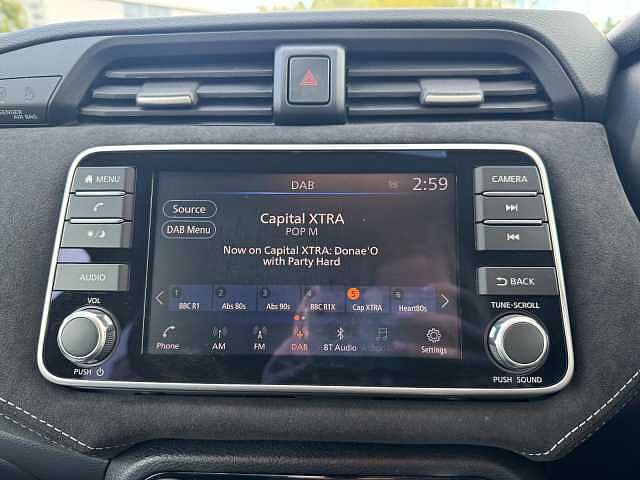 PASSENGER
AIR BAG
MENU
AUDIO
VOL
PUSH
DAB
2:59
Source
DAB Menu
Capital XTRA
POP M
Now on Capital XTRA: Donae'O
with Party Hard
1 2 3 4 5 6
BBC R1 Abs 80s Abs 90s BBC R1X Cap XTRA Heart80s
Phone AM FM DAB BT Audio Settings
CAMERA
BACK
TUNE-SCROLL
PUSH SOUND